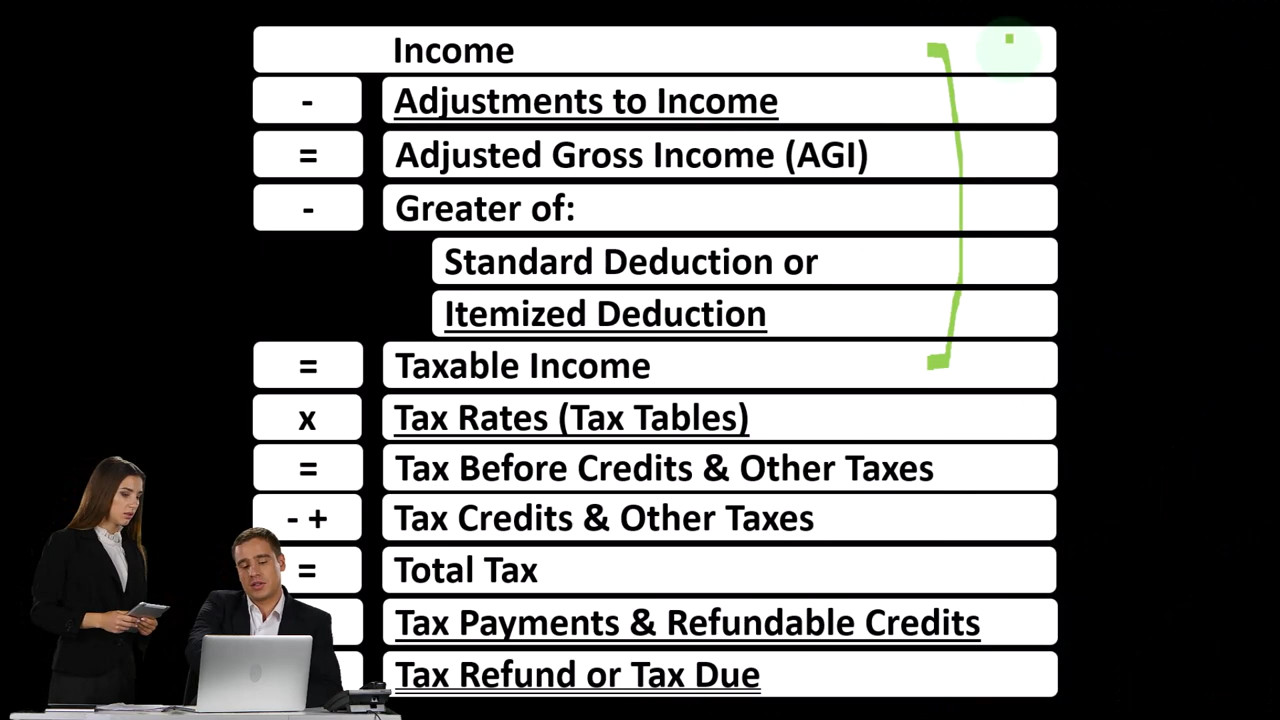 Income
- Adjustments to Income
= Adjusted Gross Income (AGI)
- Greater of:
Standard Deduction or
Itemized Deduction
= Taxable Income
x Tax Rates (Tax Tables)
= Tax Before Credits & Other Taxes
- + Tax Credits & Other Taxes
= Total Tax
Tax Payments & Refundable Credits
Tax Refund or Tax Due